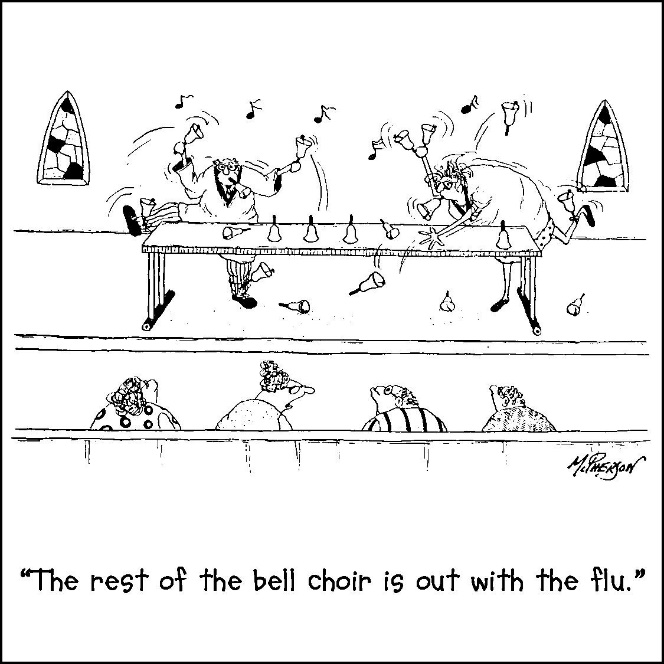 McPHERSON
“The rest of the bell choir is out with the flu.”